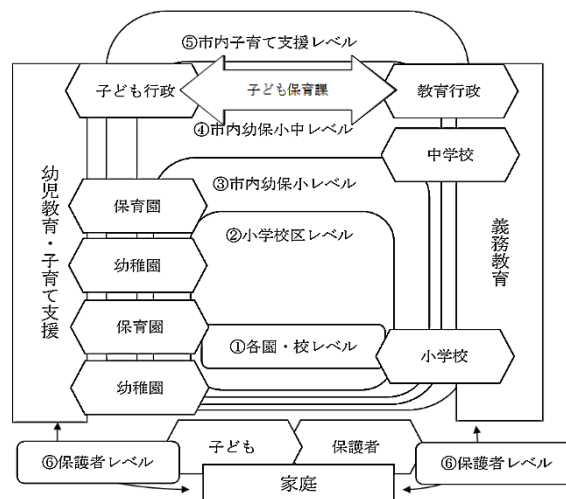 ⑤市内子育て支援レベル
子ども行政
子ども保育課
教育行政
④市内幼保小中レベル
中学校
③市内幼保小レベル
保育園
②小学校区レベル
幼稚園
幼児教育・子育て支援
義務教育
保育園
①各園・校レベル
小学校
幼稚園
子ども
保護者
⑥保護者レベル
⑥保護者レベル
家庭